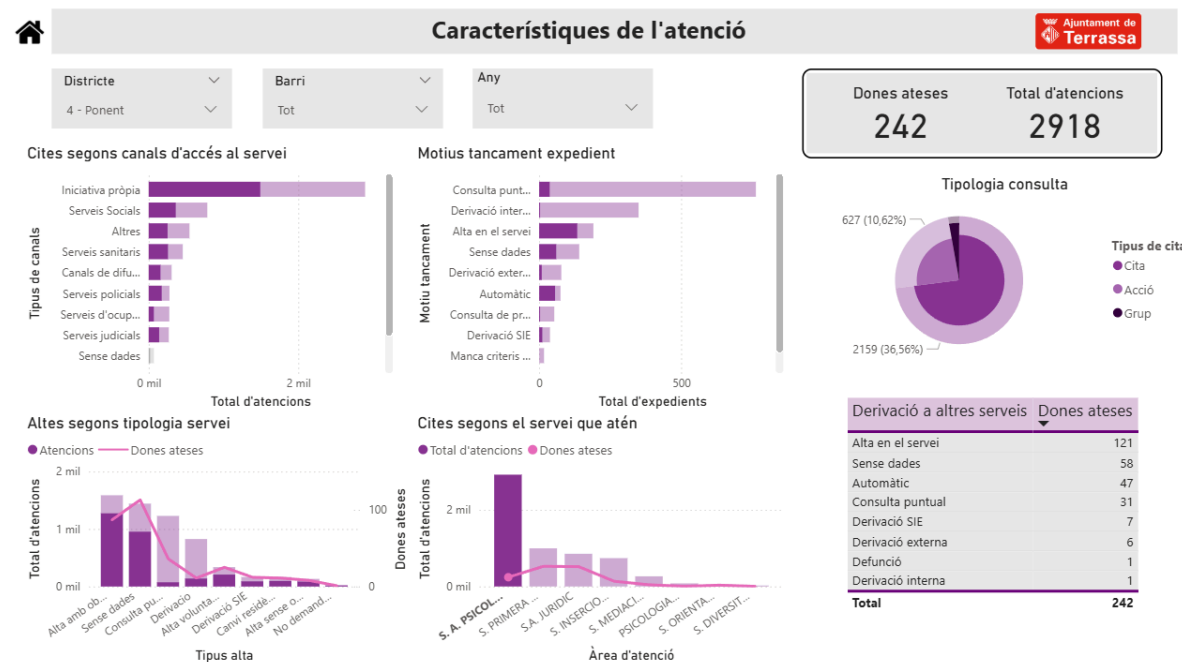 Característiques de l'atenció
Ajuntament de
Terrassa
Districte
4 - Ponent
Barri
Tot
Any
Tot
Dones ateses
242
Total d'atencions
2918
Cites segons canals d'accés al servei
Tipus de canals
Iniciativa pròpia
Serveis Socials
Altres
Serveis sanitaris
Canals de difu...
Serveis policials
Serveis d'ocup...
Serveis judicials
Sense dades
0 mil
2 mil
Total d'atencions
Motius tancament expedient
Motiu tancament
Consulta punt...
Derivació inter...
Alta en el servei
Sense dades
Derivació exter...
Automàtic
Consulta de pr...
Derivació SIE
Manca criteris ...
0
500
Total d'expedients
Tipologia consulta
627 (10,62%)
2159 (36,56%)
Tipus de cita
Cita
Acció
Grup
Altes segons tipologia servei
Atencions
Dones ateses
Total d'atencions
2 mil
1 mil
0 mil
100
0
Dones ateses
Alta amb ob...
Sense dades
Consulta pu...
Derivacio
Alta volunta...
Derivació SIE
Canvi residè...
Alta sense o...
No demand...
Tipus alta
Cites segons el servei que atén
Total d'atencions
Dones ateses
Total d'atencions
2 mil
0 mil
S. A. PSICOL...
S. PRIMERA ...
S.A. JURIDIC
S. INSERCIO...
S. MEDIACI...
PSICOLOGIA...
S. ORIENTA...
S. DIVERSIT...
Àrea d'atenció
Derivació a altres serveis Dones ateses
Alta en el servei 121
Sense dades 58
Automàtic 47
Consulta puntual 31
Derivació SIE 7
Derivació externa 6
Defunció 1
Derivació interna 1
Total 242